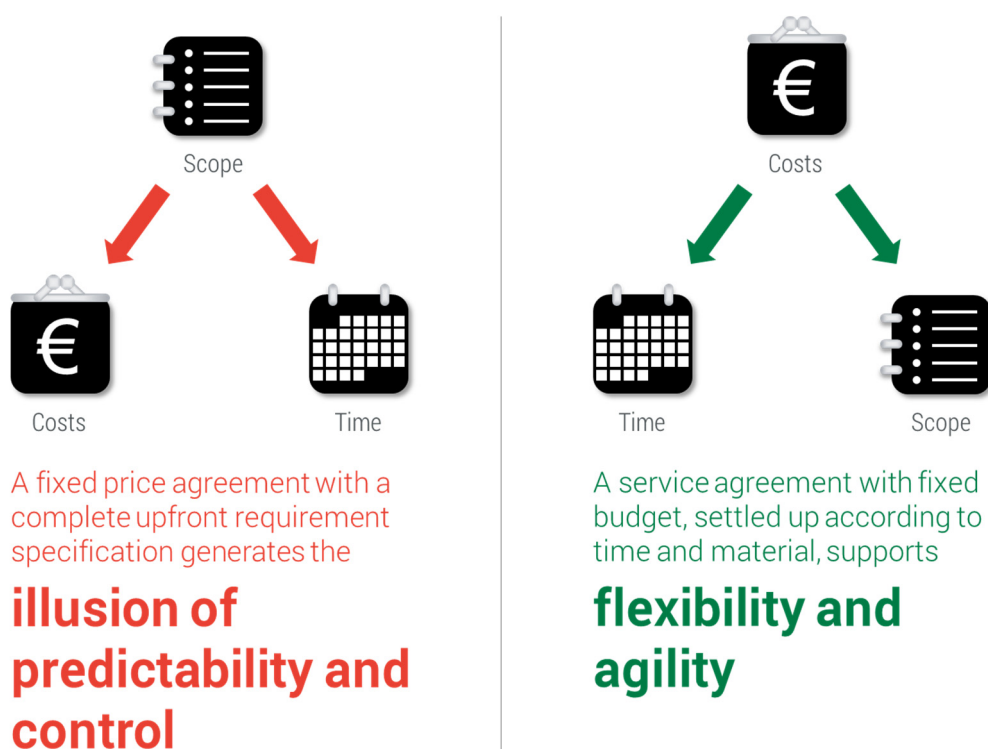 Scope
€
Costs
Time
A fixed price agreement with a
complete upfront requirement
specification generates the
illusion of
predictability and
control
€
Costs
Time
Scope
A service agreement with fixed
budget, settled up according to
time and material, supports
flexibility and
agility